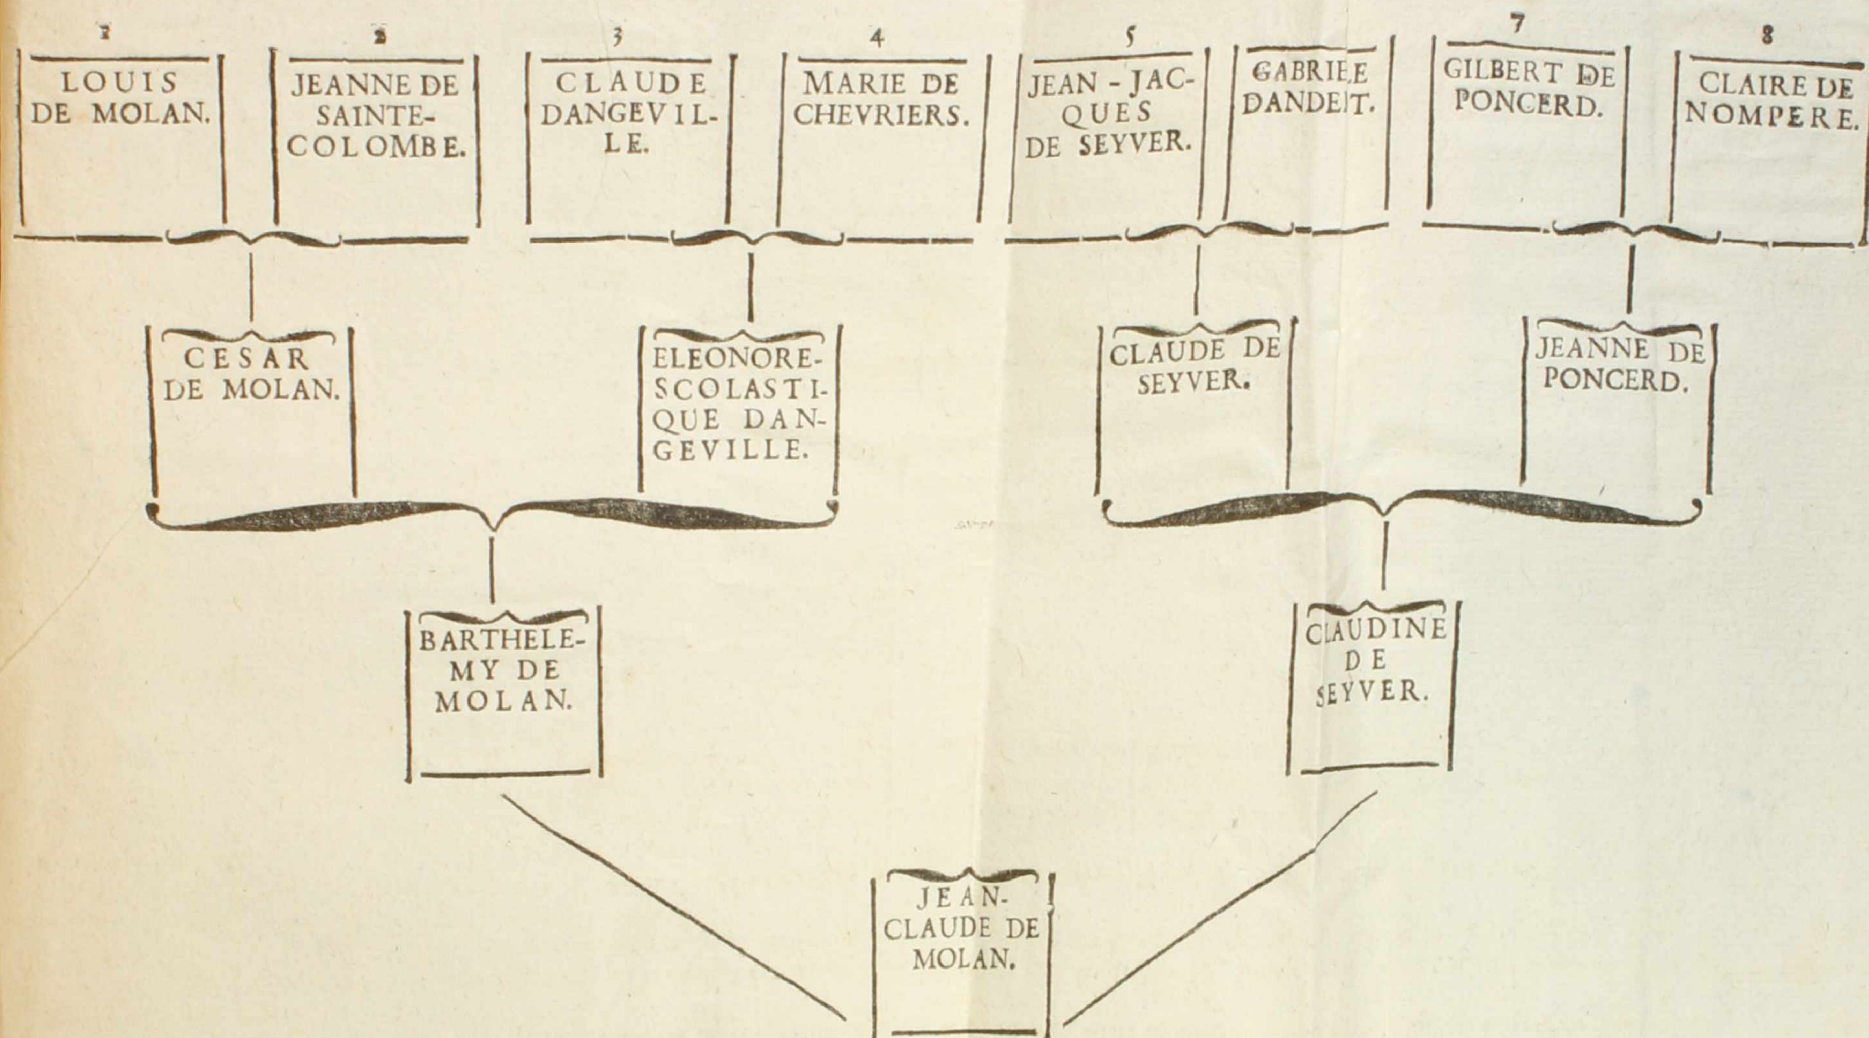 1
LOUIS
DE MOLAN.
2
JEANNE DE
SAINTE-
COLOMBE.
3
CLAUDE
DANGEVIL-
LE.
4
MARIE DE
CHEVRIERS.
5
JEAN-JAC-
QUES
DE SEYVER.
7
GILBERT DE
PONCERD.
8
CLAIRE DE
NOMPERE.
CESAR
DE MOLAN.
ELEONORE-
SCOLASTI-
QUE DAN-
GEVILLE.
CLAUDE DE
SEYVER.
JEANNE DE
PONCERD.
BARTHELE-
MY DE
MOLAN.
CLAUDINE
DE
SEYVER.
JEAN-
CLAUDE DE
MOLAN.